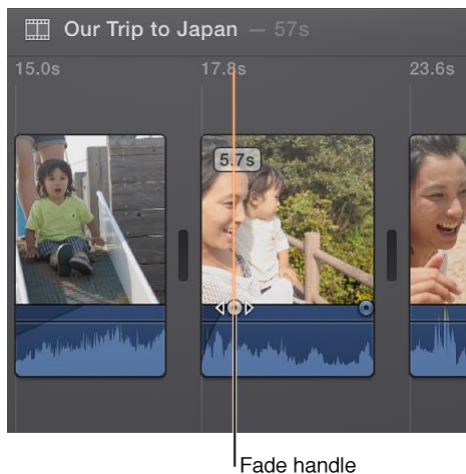 Our Trip to Japan — 57s
15.0s 17.8s 23.6s
5.7s
Fade handle